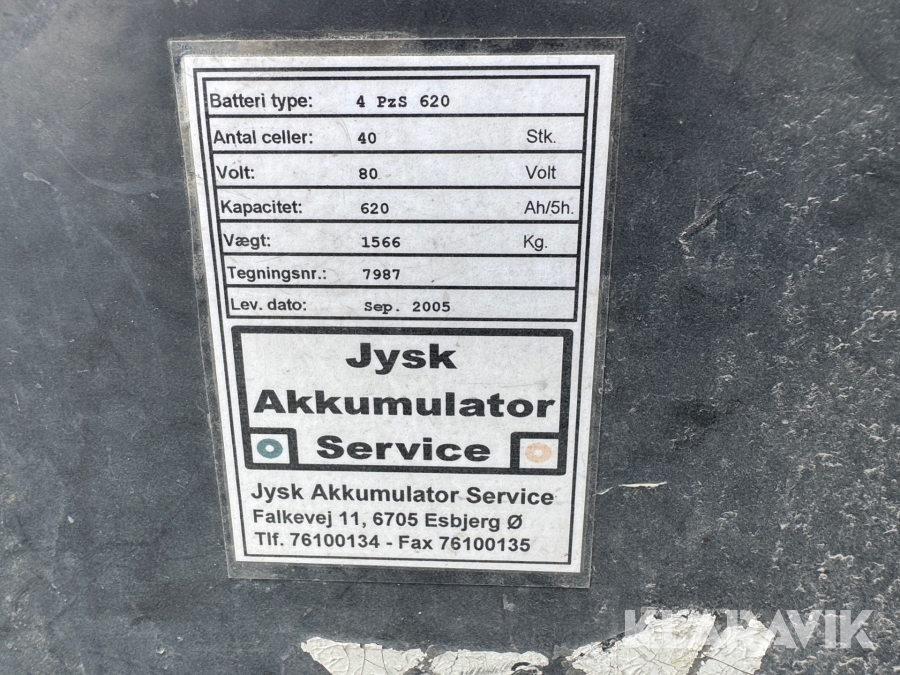 Batteri type: 4 PzS 620
Antal celler: 40 Stk.
Volt: 80 Volt
Kapacitet: 620 Ah/5h.
Vægt: 1566 Kg.
Tegningsnr.: 7987
Lev. dato: Sep. 2005
Jysk
Akkumulator
Service
Jysk Akkumulator Service
Falkevej 11, 6705 Esbjerg Ø
Tlf. 76100134 - Fax 76100135
KLARAVIK